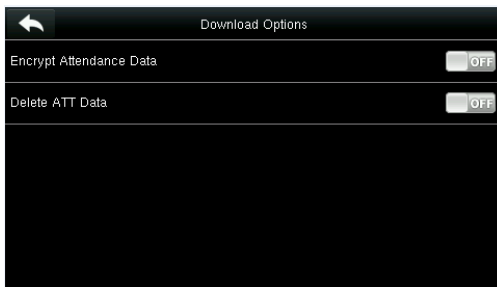 Download Options
Encrypt Attendance Data OFF
Delete ATT Data OFF